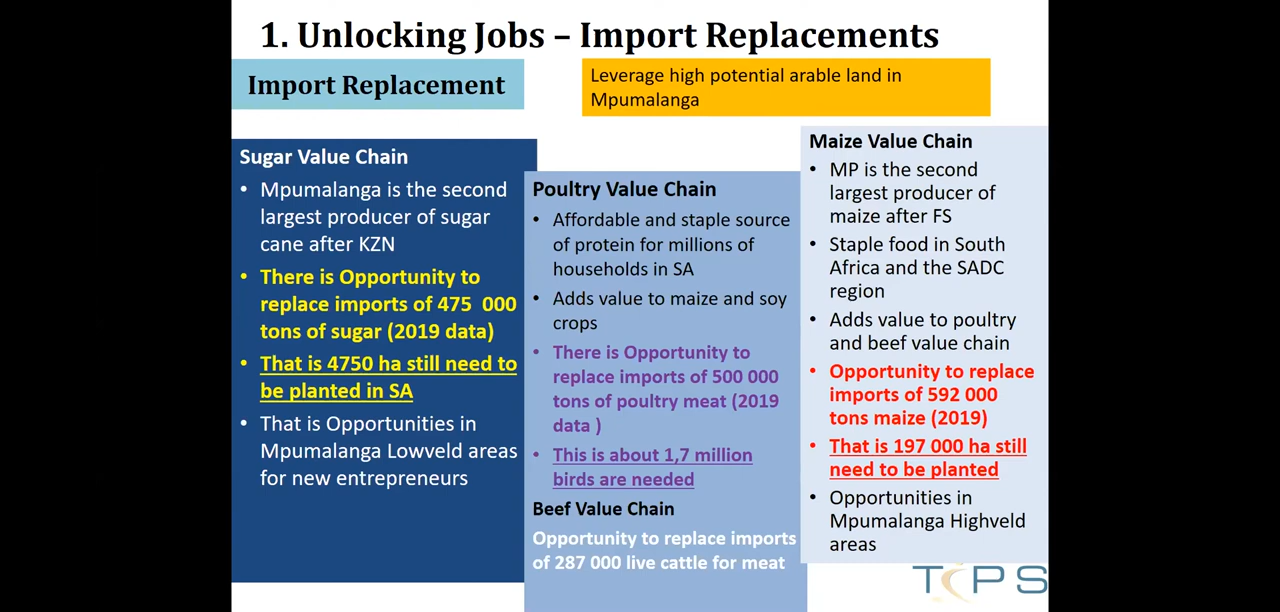 1. Unlocking Jobs – Import Replacements
Import Replacement
Leverage high potential arable land in
Mpumalanga
Sugar Value Chain
• Mpumalanga is the second
largest producer of sugar
cane after KZN
• There is Opportunity to
replace imports of 475 000
tons of sugar (2019 data)
• That is 4750 ha still need to
be planted in SA
• That is Opportunities in
Mpumalanga Lowveld areas
for new entrepreneurs
Poultry Value Chain
• Affordable and staple source
of protein for millions of
households in SA
• Adds value to maize and soy
crops
• There is Opportunity to
replace imports of 500 000
tons of poultry meat (2019
data )
• This is about 1,7 million
birds are needed
Beef Value Chain
Opportunity to replace imports
of 287 000 live cattle for meat
Maize Value Chain
• MP is the second
largest producer of
maize after FS
• Staple food in South
Africa and the SADC
region
• Adds value to poultry
and beef value chain
• Opportunity to replace
imports of 592 000
tons maize (2019)
• That is 197 000 ha still
need to be planted
• Opportunities in
Mpumalanga Highveld
areas
TIPS